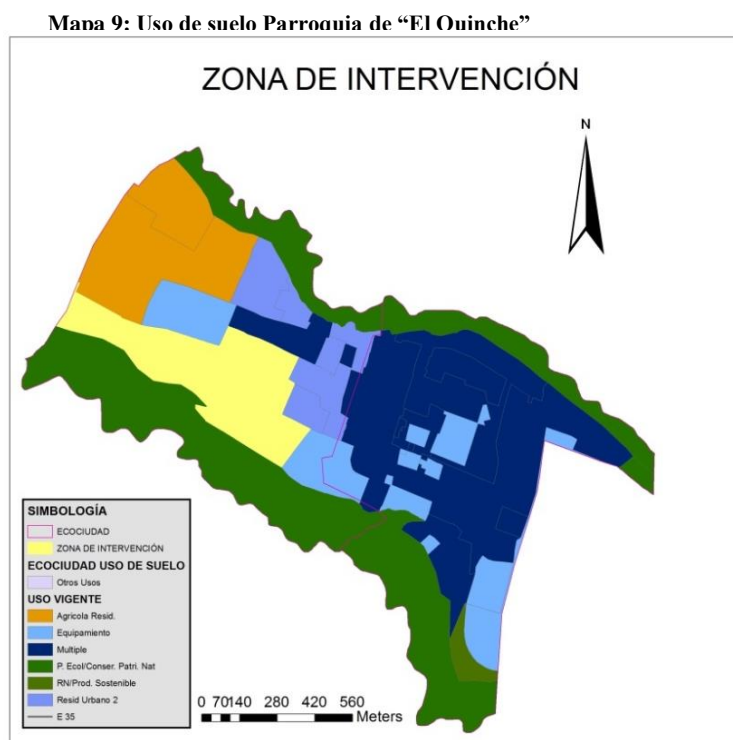 Mapa 9: Uso de suelo Parroquia de “El Quinche”
ZONA DE INTERVENCIÓN
N
SIMBOLOGÍA
ECOCIUDAD
ZONA DE INTERVENCIÓN
ECOCIUDAD USO DE SUELO
Otros Usos
USO VIGENTE
Agricola Resid.
Equipamiento
Multiple
P. Ecol/Conser. Patri. Nat
RN/Prod. Sostenible
Resid Urbano 2
E 35
0 70 140 280 420 560
Meters